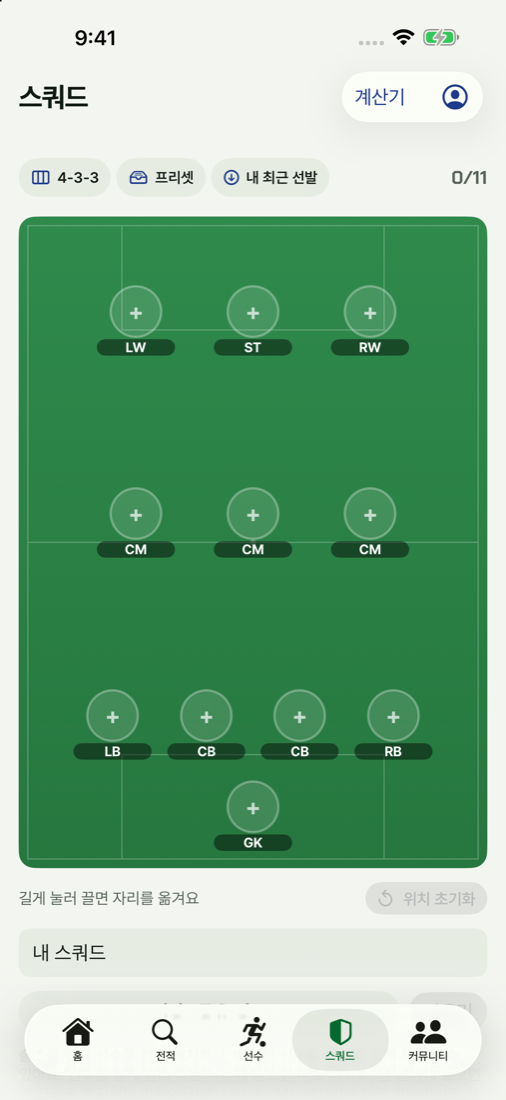 9:41
스쿼드
계산기
4-3-3
프리셋
내 최근 선발
0/11
LW
ST
RW
CM
CM
CM
LB
CB
CB
RB
GK
길게 눌러 끌면 자리를 옮겨요
위치 초기화
내 스쿼드
홈
전적
선수
스쿼드
커뮤니티